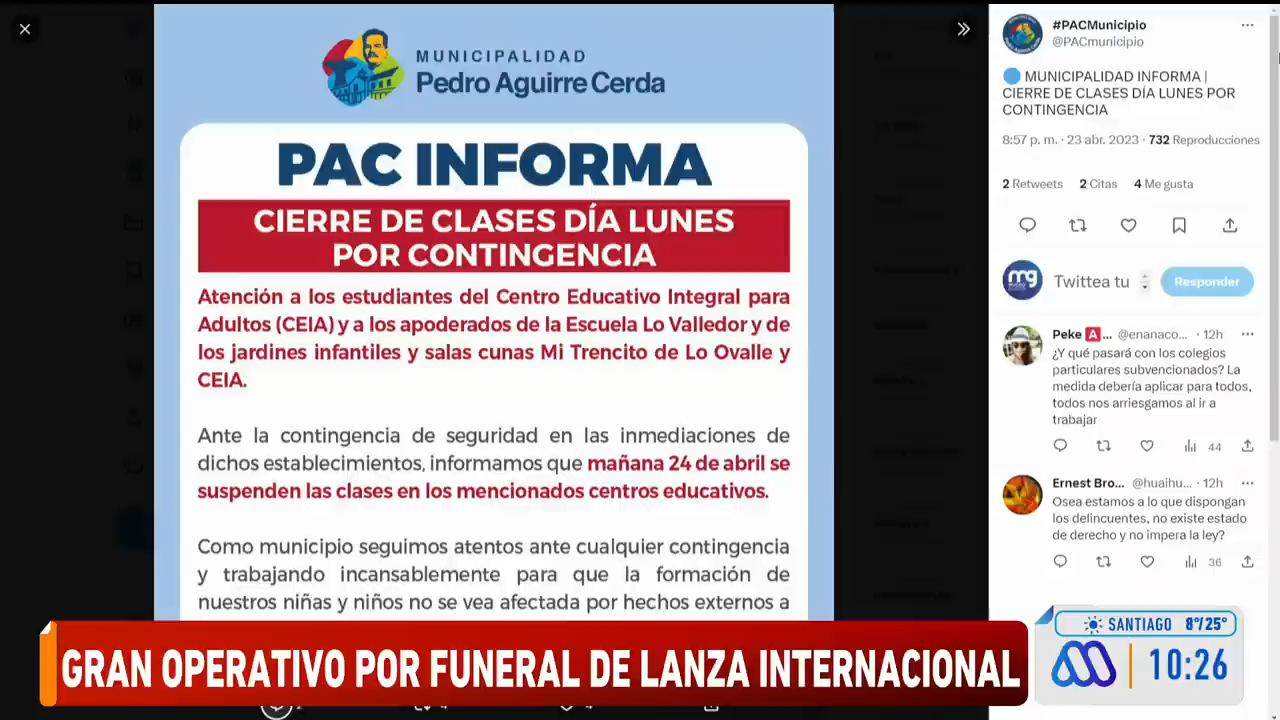 MUNICIPALIDAD
Pedro Aguirre Cerda
PAC INFORMA
CIERRE DE CLASES DÍA LUNES
POR CONTINGENCIA
Atención a los estudiantes del Centro Educativo Integral para
Adultos (CEIA) y a los apoderados de la Escuela Lo Valledor y de
los jardines infantiles y salas cunas Mi Trencito de Lo Ovalle y
CEIA.
Ante la contingencia de seguridad en las inmediaciones de
dichos establecimientos, informamos que mañana 24 de abril se
suspenden las clases en los mencionados centros educativos.
Como municipio seguimos atentos ante cualquier contingencia
y trabajando incansablemente para que la formación de
nuestros niñas y niños no se vea afectada por hechos externos a
#PACMunicipio
@PACmunicipio
MUNICIPALIDAD INFORMA |
CIERRE DE CLASES DÍA LUNES POR
CONTINGENCIA
8:57 p. m. · 23 abr. 2023 · 732 Reproducciones
2 Retweets 2 Citas 4 Me gusta
mg
Twittea tu
Responder
Peke A ... @enanaco... · 12h
¿Y qué pasará con los colegios
particulares subvencionados? La
medida debería aplicar para todos,
todos nos arriesgamos al ir a
trabajar
44
Ernest Bro... @huaihu... · 12h
Osea estamos a lo que dispongan
los delincuentes, no existe estado
de derecho y no impera la ley?
36
GRAN OPERATIVO POR FUNERAL DE LANZA INTERNACIONAL
SANTIAGO 8°/25°
10:26